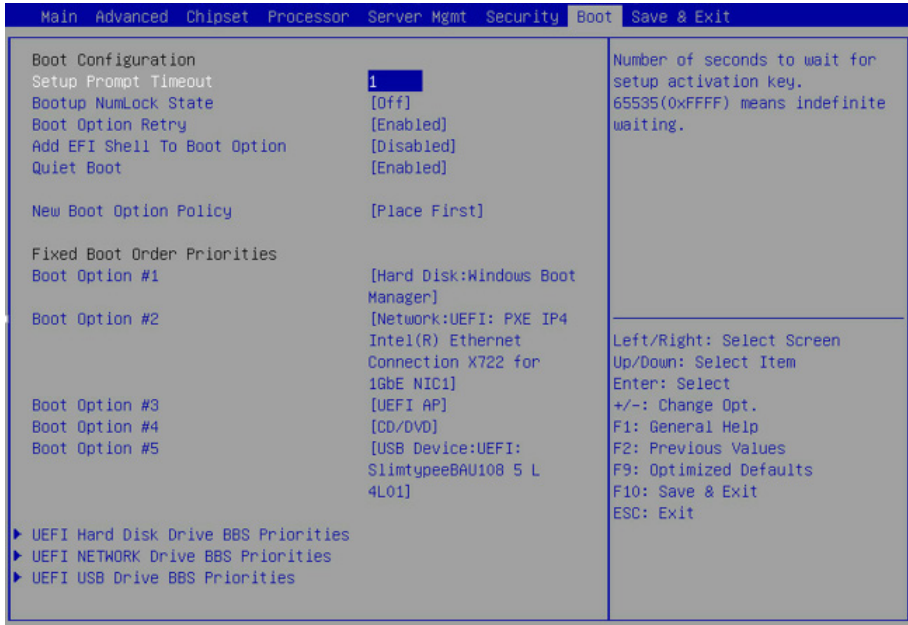 Main Advanced Chipset Processor Server Mgmt Security Boot Save & Exit
Boot Configuration
Setup Prompt Timeout 1
Bootup NumLock State [Off]
Boot Option Retry [Enabled]
Add EFI Shell To Boot Option [Disabled]
Quiet Boot [Enabled]
New Boot Option Policy [Place First]
Fixed Boot Order Priorities
Boot Option #1 [Hard Disk:Windows Boot
Manager]
Boot Option #2 [Network:UEFI: PXE IP4
Intel(R) Ethernet
Connection X722 for
1GbE NIC1]
Boot Option #3 [UEFI AP]
Boot Option #4 [CD/DVD]
Boot Option #5 [USB Device:UEFI:
SlimtypeeBAU108 5 L
4L01]
UEFI Hard Disk Drive BBS Priorities
UEFI NETWORK Drive BBS Priorities
UEFI USB Drive BBS Priorities
Number of seconds to wait for
setup activation key.
65535(0xFFFF) means indefinite
waiting.
Left/Right: Select Screen
Up/Down: Select Item
Enter: Select
+/-: Change Opt.
F1: General Help
F2: Previous Values
F9: Optimized Defaults
F10: Save & Exit
ESC: Exit